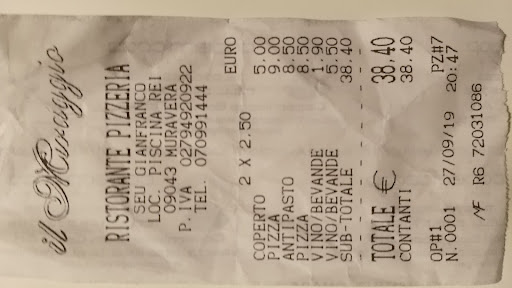 il Miraggio
RISTORANTE PIZZERIA
SEU GIANFRANCO
LOC. PISCINA REI
09043 MURAVERA
P. IVA 02794920922
TEL. 070991444
EURO
2 X 2.50
COPERTO 5.00
PIZZA 9.00
ANTIPASTO 8.50
PIZZA 8.50
VINO/BEVANDE 1.90
VINO/BEVANDE 5.50
SUB-TOTALE 38.40
TOTALE € 38.40
CONTANTI 38.40
OP#1 PZ#7
N.0001 27/09/19 20:47
MF R6 72031086